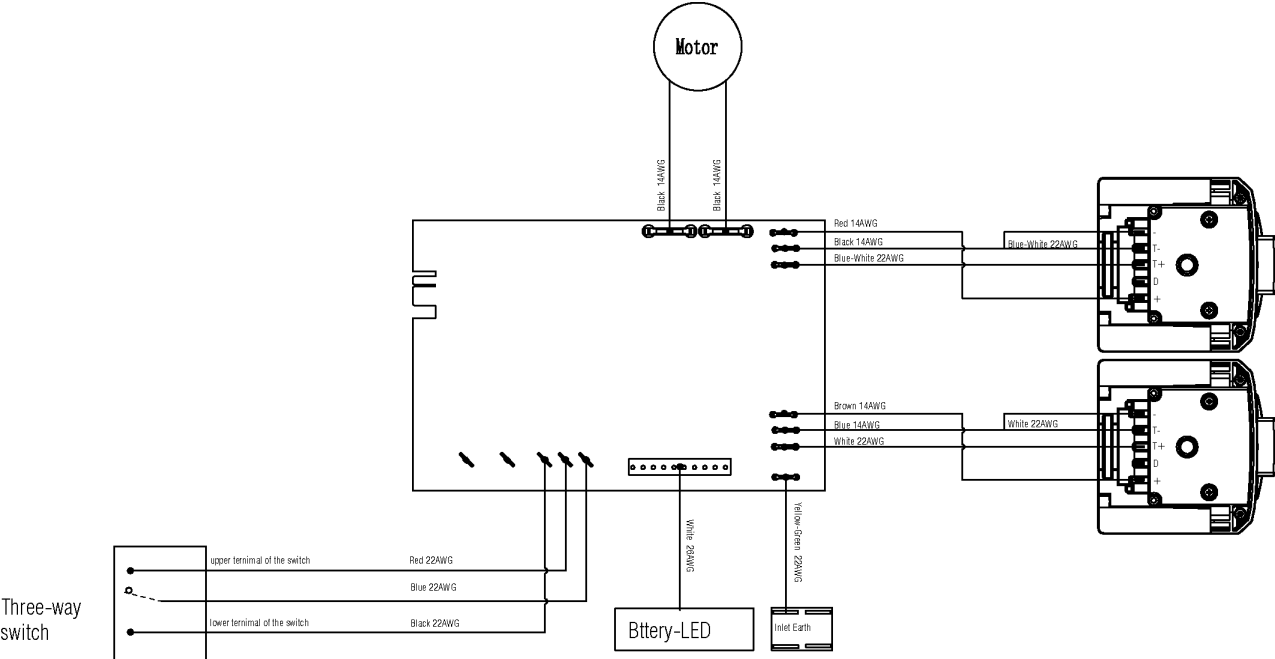 Motor
Black 14AWG
Black 14AWG
Red 14AWG
Black 14AWG
Blue-White 22AWG
Blue-White 22AWG
-
T-
T+
D
+
Brown 14AWG
Blue 14AWG
White 22AWG
White 22AWG
-
T-
T+
D
+
White 26AWG
Yellow-Green 22AWG
upper ternimal of the switch
Red 22AWG
Blue 22AWG
lower ternimal of the switch
Black 22AWG
Three-way
switch
Bttery-LED
Inlet Earth